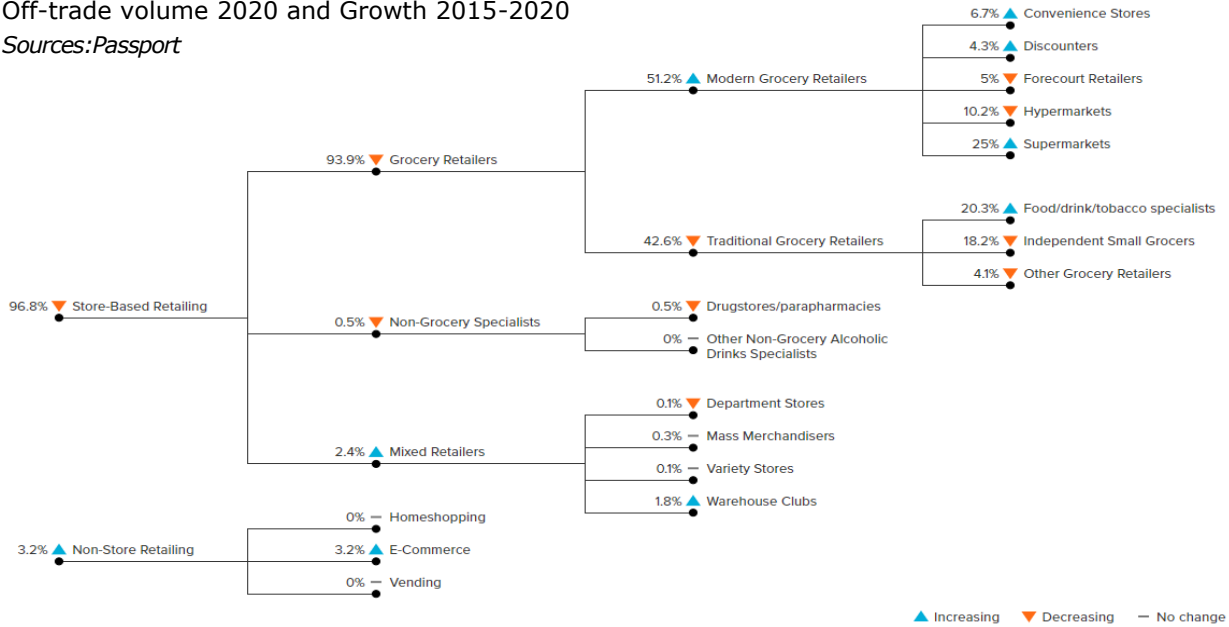 Off-trade volume 2020 and Growth 2015-2020
Sources:Passport
6.7% ▲ Convenience Stores
4.3% ▲ Discounters
51.2% ▲ Modern Grocery Retailers
5% ▼ Forecourt Retailers
10.2% ▼ Hypermarkets
25% ▲ Supermarkets
93.9% ▼ Grocery Retailers
20.3% ▲ Food/drink/tobacco specialists
42.6% ▼ Traditional Grocery Retailers
18.2% ▼ Independent Small Grocers
4.1% ▼ Other Grocery Retailers
96.8% ▼ Store-Based Retailing
0.5% ▼ Non-Grocery Specialists
0.5% ▼ Drugstores/parapharmacies
0% — Other Non-Grocery Alcoholic
Drinks Specialists
0.1% ▼ Department Stores
0.3% — Mass Merchandisers
2.4% ▲ Mixed Retailers
0.1% — Variety Stores
1.8% ▲ Warehouse Clubs
0% — Homeshopping
3.2% ▲ Non-Store Retailing
3.2% ▲ E-Commerce
0% — Vending
▲ Increasing ▼ Decreasing — No change